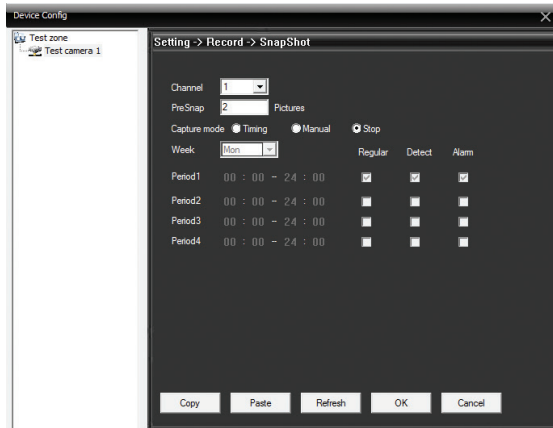 Device Config
Test zone
Test camera 1
Setting -> Record -> SnapShot
Channel 1
PreSnap 2 Pictures
Capture mode Timing Manual Stop
Week Mon Regular Detect Alarm
Period1 00 : 00 - 24 : 00
Period2 00 : 00 - 24 : 00
Period3 00 : 00 - 24 : 00
Period4 00 : 00 - 24 : 00
Copy Paste Refresh OK Cancel